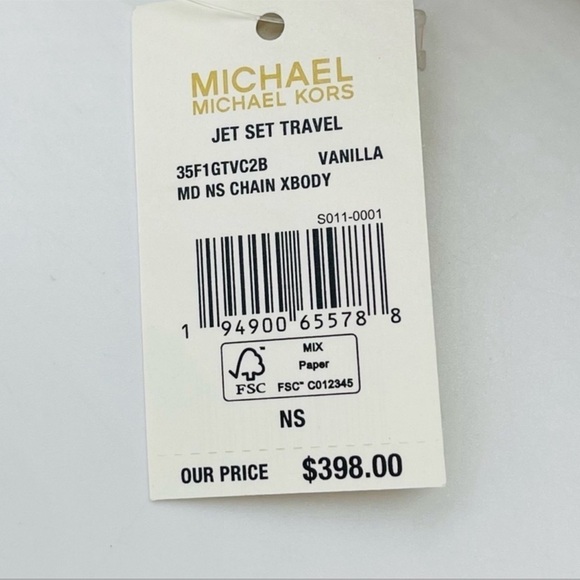 MICHAEL
MICHAEL KORS
JET SET TRAVEL
35F1GTVC2B VANILLA
MD NS CHAIN XBODY
S011-0001
1 94900 65578 8
FSC™
MIX
Paper
FSC™ C012345
NS
OUR PRICE $398.00